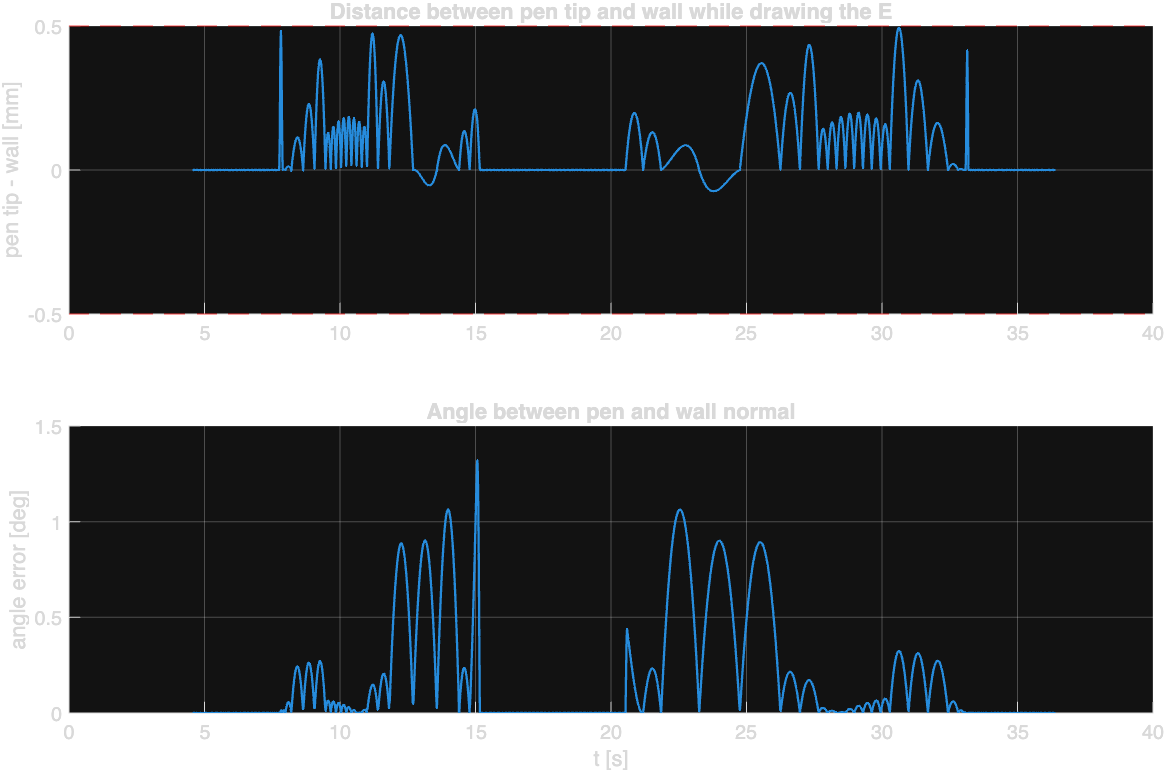 Distance between pen tip and wall while drawing the E
pen tip - wall [mm]
0.5
0
-0.5
0 5 10 15 20 25 30 35 40
Angle between pen and wall normal
angle error [deg]
1.5
1
0.5
0
0 5 10 15 20 25 30 35 40
t [s]